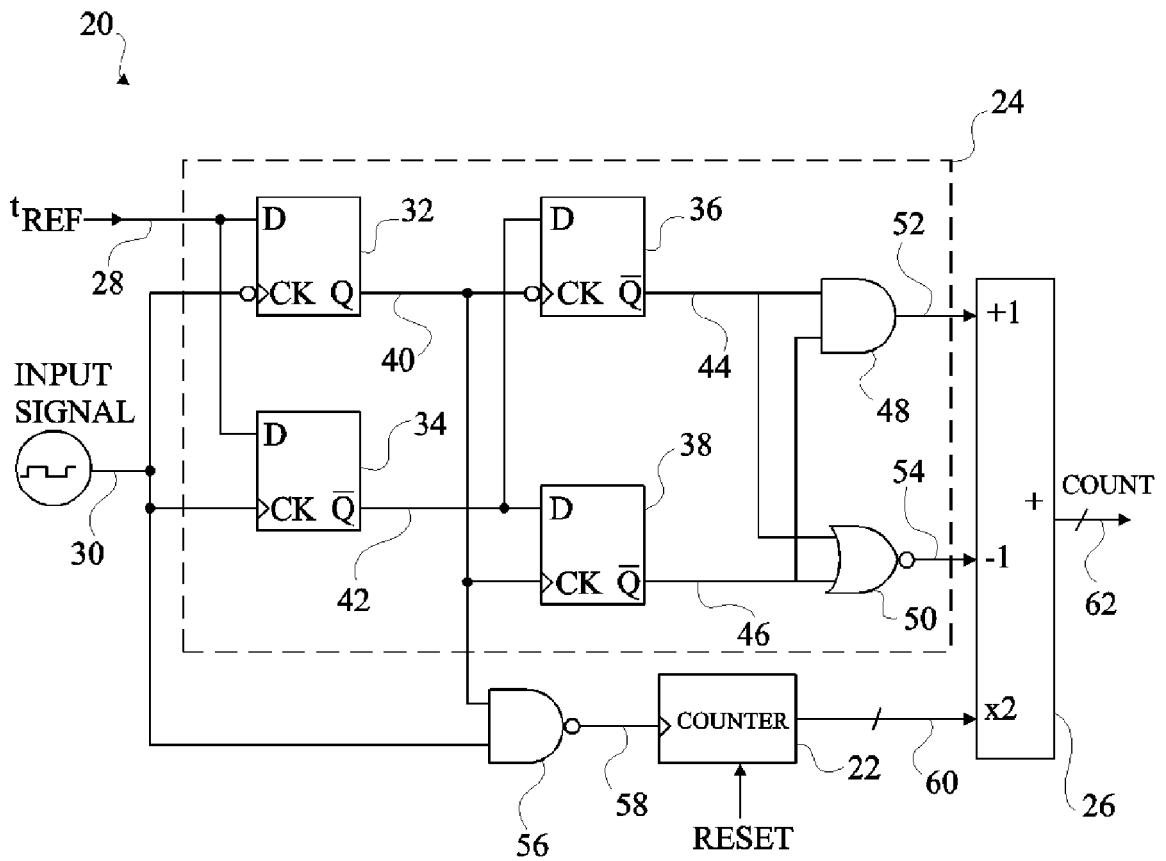 20
24
tREF
28
D
CK Q
32
40
D
CK Q̅
36
44
52
+1
48
INPUT
SIGNAL
30
D
CK Q̅
34
42
D
CK Q̅
38
46
54
-1
50
+
COUNT
62
56
58
COUNTER
22
RESET
60
x2
26